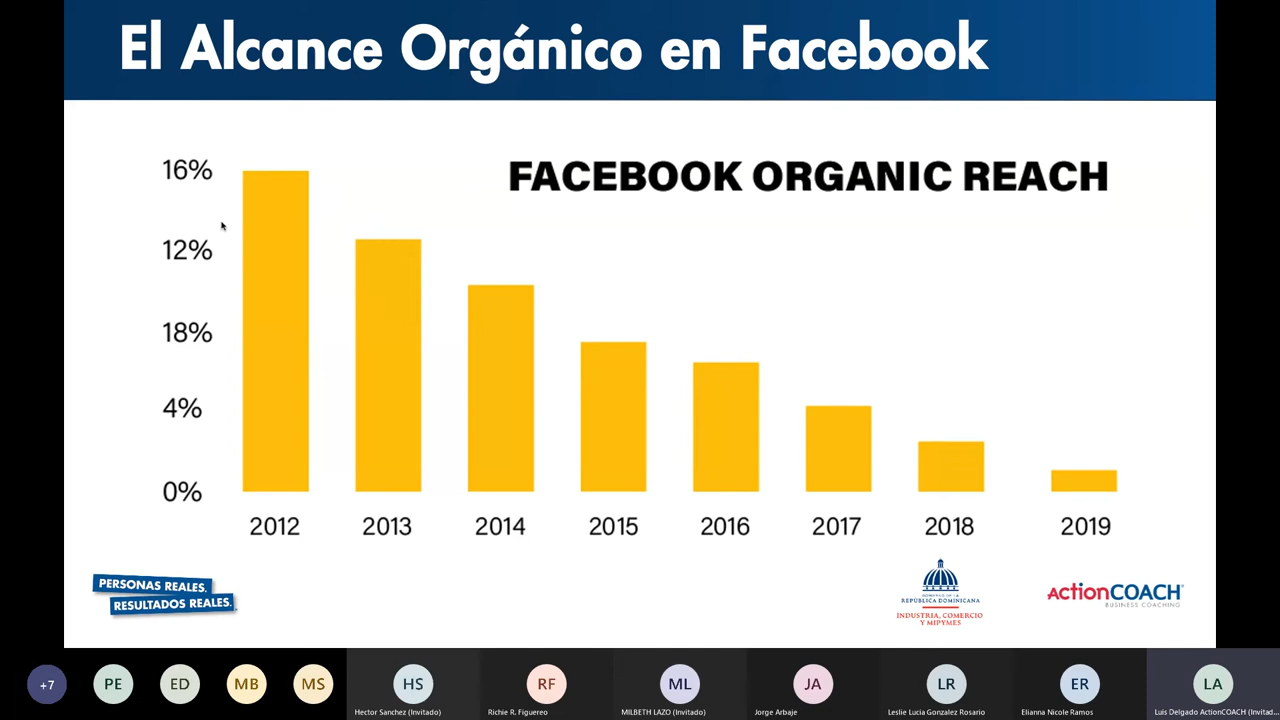 El Alcance Orgánico en Facebook
FACEBOOK ORGANIC REACH
16%
12%
18%
4%
0%
2012 2013 2014 2015 2016 2017 2018 2019
PERSONAS REALES.
RESULTADOS REALES.
GOBIERNO DE LA
REPÚBLICA DOMINICANA
INDUSTRIA, COMERCIO
Y MIPYMES
ActionCOACH
BUSINESS COACHING
+7 PE ED MB MS HS RF ML JA LR ER LA
Hector Sanchez (Invitado) Richie R. Figuereo MILBETH LAZO (Invitado) Jorge Arbaje Leslie Lucia Gonzalez Rosario Elianna Nicole Ramos Luis Delgado ActionCOACH (Invitad...